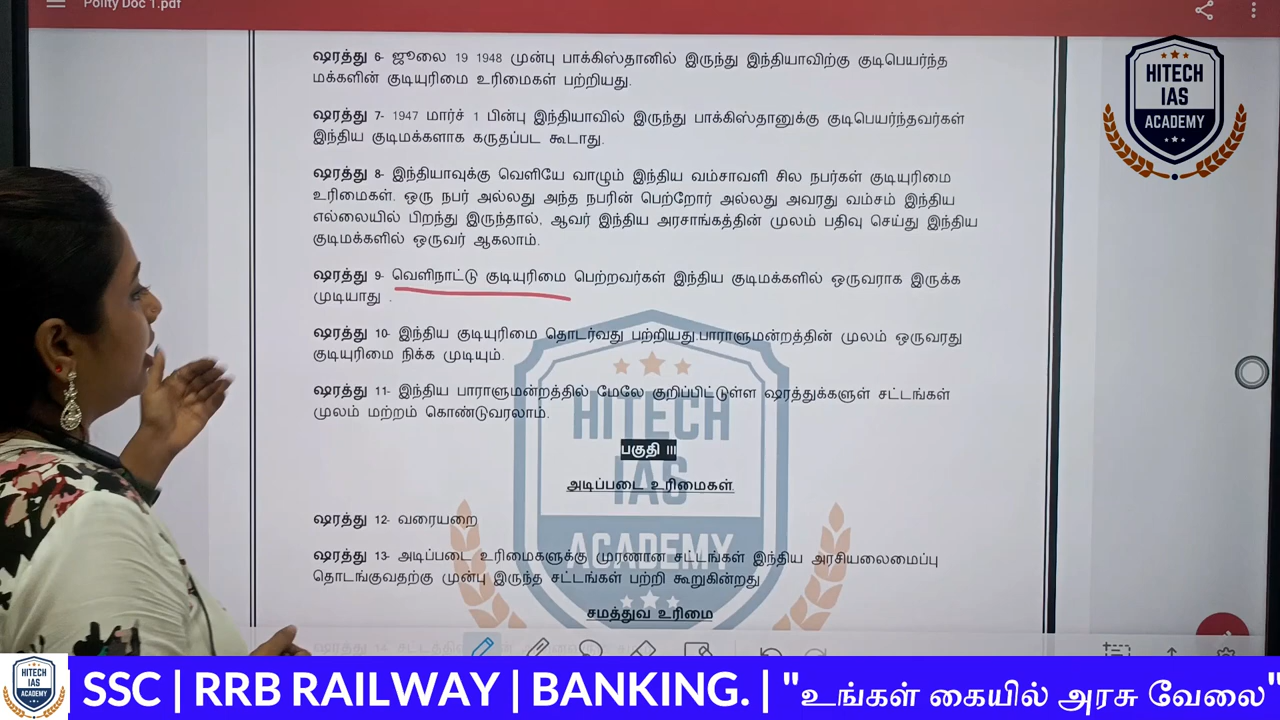 Polity Doc 1.pdf
ஷரத்து 6- ஜூலை 19 1948 முன்பு பாக்கிஸ்தானில் இருந்து இந்தியாவிற்கு குடிபெயர்ந்த
மக்களின் குடியுரிமை உரிமைகள் பற்றியது.
ஷரத்து 7- 1947 மார்ச் 1 பின்பு இந்தியாவில் இருந்து பாக்கிஸ்தானுக்கு குடிபெயர்ந்தவர்கள்
இந்திய குடிமக்களாக கருதப்பட கூடாது.
ஷரத்து 8- இந்தியாவுக்கு வெளியே வாழும் இந்திய வம்சாவளி சில நபர்கள் குடியுரிமை
உரிமைகள். ஒரு நபர் அல்லது அந்த நபரின் பெற்றோர் அல்லது அவரது வம்சம் இந்திய
எல்லையில் பிறந்து இருந்தால், ஆவர் இந்திய அரசாங்கத்தின் முலம் பதிவு செய்து இந்திய
குடிமக்களில் ஒருவர் ஆகலாம்.
ஷரத்து 9- வெளிநாட்டு குடியுரிமை பெற்றவர்கள் இந்திய குடிமக்களில் ஒருவராக இருக்க
முடியாது .
ஷரத்து 10- இந்திய குடியுரிமை தொடர்வது பற்றியது.பாராளுமன்றத்தின் முலம் ஒருவரது
குடியுரிமை நிக்க முடியும்.
ஷரத்து 11- இந்திய பாராளுமன்றத்தில் மேலே குறிப்பிட்டுள்ள ஷரத்துக்களுள் சட்டங்கள்
முலம் மற்றம் கொண்டுவரலாம்.
பகுதி III
அடிப்படை உரிமைகள்
ஷரத்து 12- வரையறை
ஷரத்து 13- அடிப்படை உரிமைகளுக்கு முரணான சட்டங்கள் இந்திய அரசியலைமைப்பு
தொடங்குவதற்கு முன்பு இருந்த சட்டங்கள் பற்றி கூறுகின்றது
சமத்துவ உரிமை
HITECH
IAS
ACADEMY
HITECH
IAS
ACADEMY
HITECH
IAS
ACADEMY
SSC | RRB RAILWAY | BANKING. | "உங்கள் கையில் அரசு வேலை"